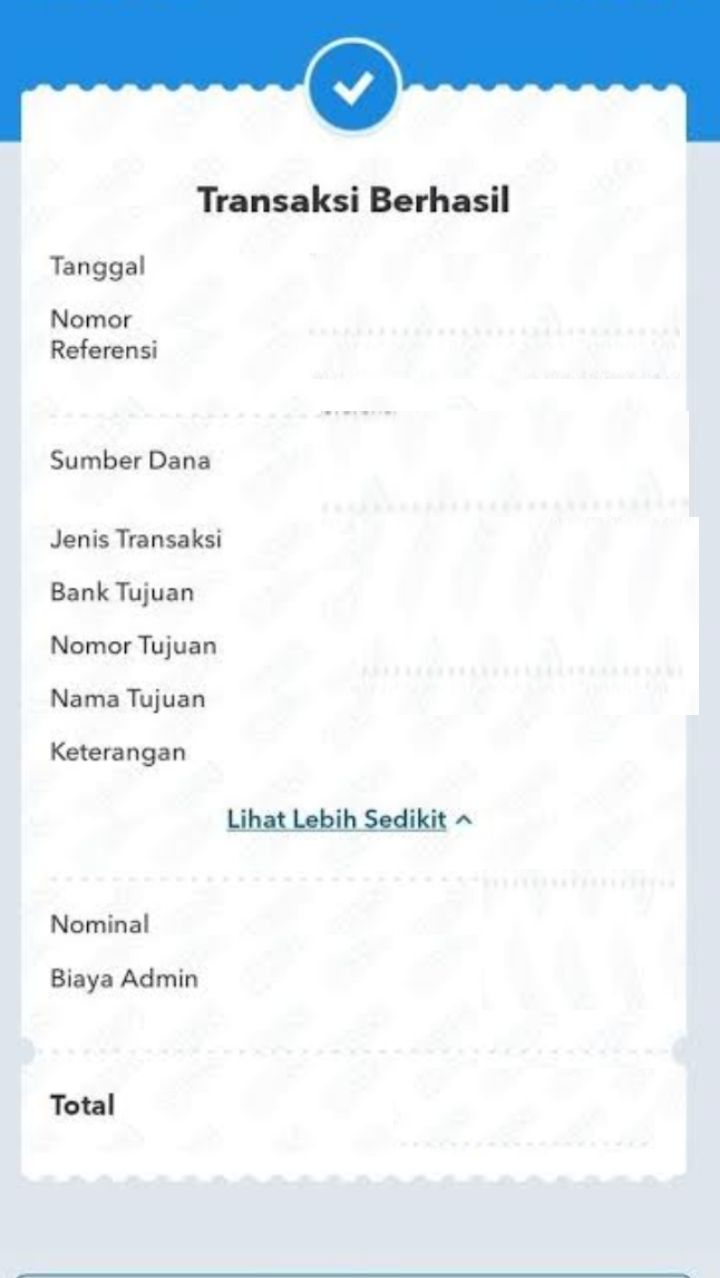 Transaksi Berhasil
Tanggal
Nomor
Referensi
Sumber Dana
Jenis Transaksi
Bank Tujuan
Nomor Tujuan
Nama Tujuan
Keterangan
Lihat Lebih Sedikit
Nominal
Biaya Admin
Total